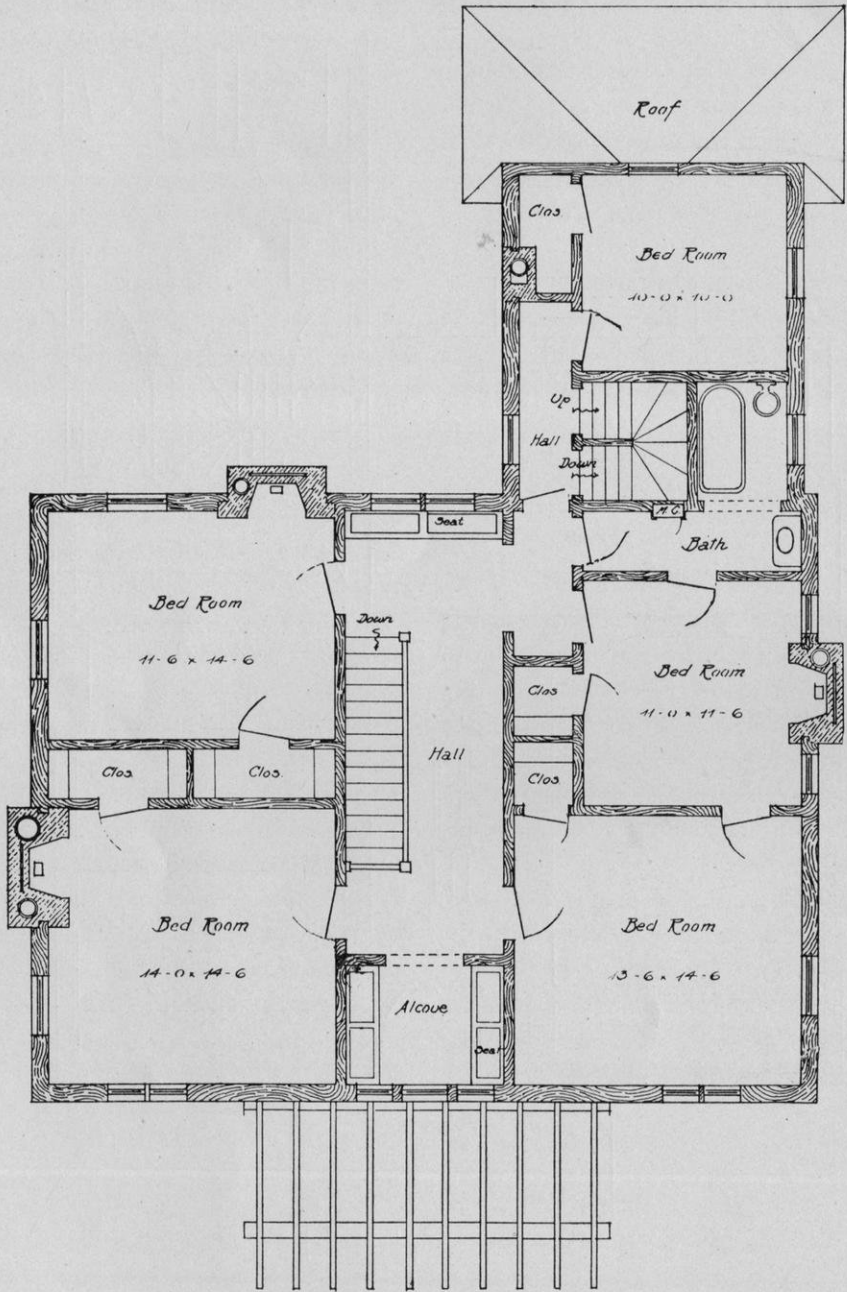 Roof
Clos.
Bed Room
10-0 x 10-0
Up
Hall
Down
Seat
M.C.
Bath
Bed Room
11-6 x 14-6
Down
Bed Room
11-0 x 11-6
Clos
Clos.
Clos.
Hall
Clos
Bed Room
14-0 x 14-6
Bed Room
13-6 x 14-6
Alcove
Seat